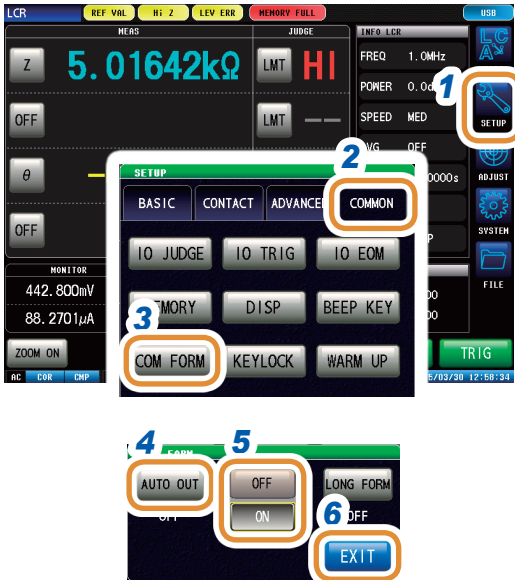 LCR REF VAL Hi Z LEV ERR MEMORY FULL USB
MEAS JUDGE INFO LCR
Z 5.01642kΩ LMT HI
FREQ 1.0MHz
POWER 0.0
1
SETUP
OFF LMT --
SPEED MED
AVG OFF
2
θ
0000s
ADJUST
SETUP
BASIC CONTACT ADVANCED COMMON
OFF
P
SYSTEM
IO JUDGE IO TRIG IO EOM
MONITOR
442.800mV
00
FILE
3
MEMORY DISP BEEP KEY
88.2701μA
00
ZOOM ON
COM FORM KEYLOCK WARM UP
TRIG
AC COR CMP
5/03/30 12:58:34
4 5
FORM
AUTO OUT OFF LONG FORM
OFF ON 6 OFF
EXIT